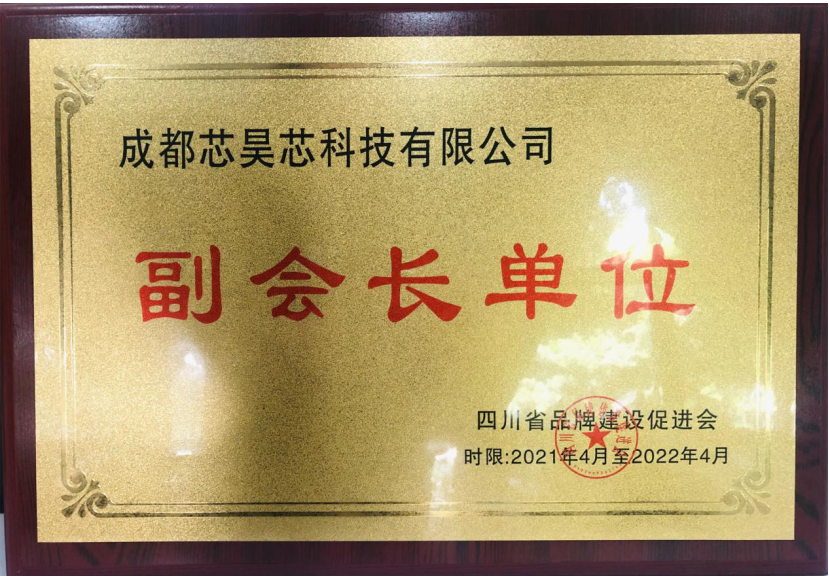 成都芯昊芯科技有限公司
副会长单位
四川省品牌建设促进会
时限:2021年4月至2022年4月